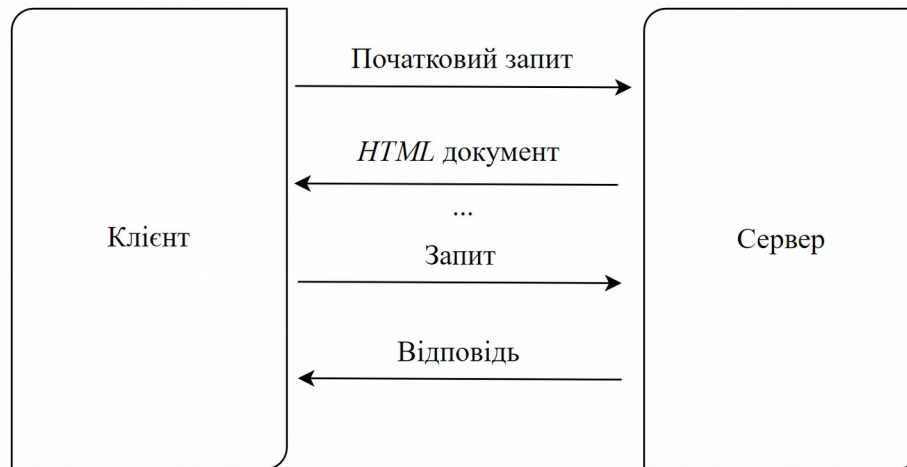 Початковий запит
HTML документ
...
Клієнт
Сервер
Запит
Відповідь